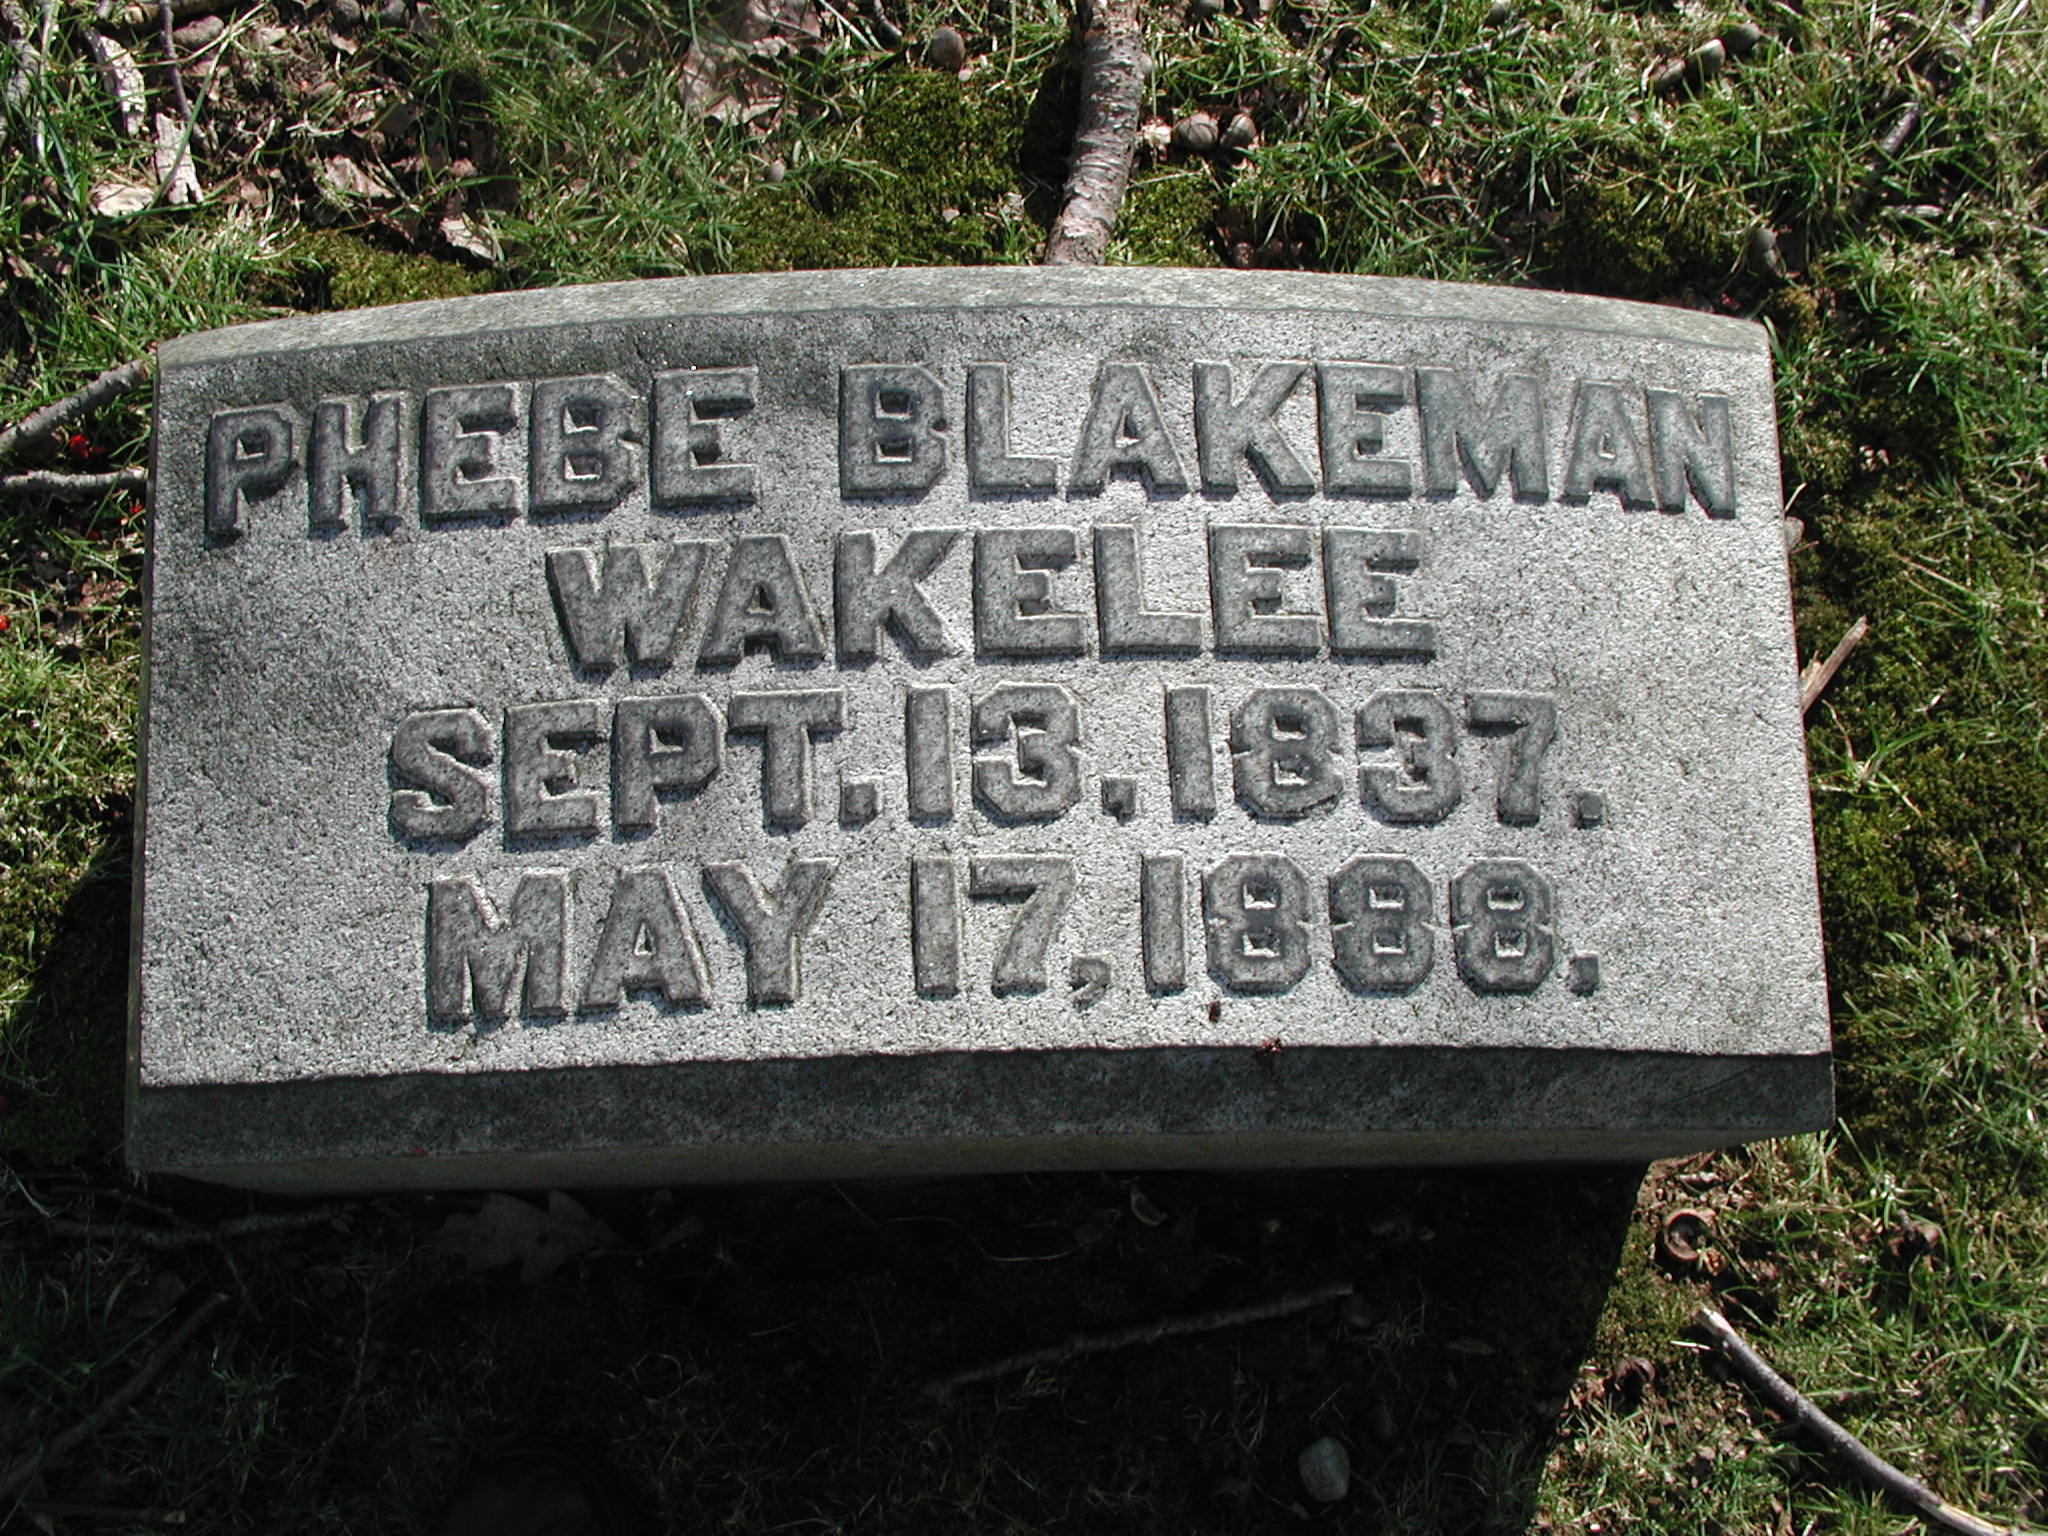 PHEBE BLAKEMAN
WAKELEE
SEPT. 13. 1837.
MAY 17, 1888.